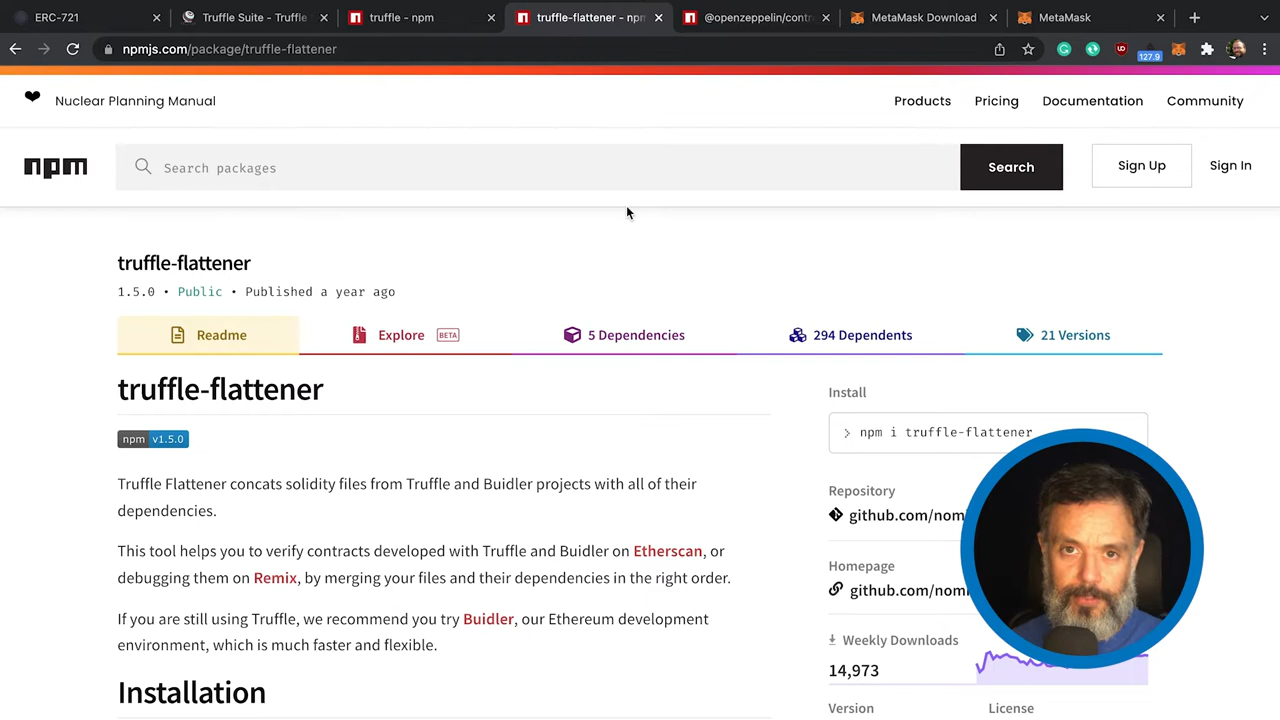 ERC-721
Truffle Suite - Truffle
truffle - npm
truffle-flattener - npm
@openzeppelin/contr
MetaMask Download
MetaMask
npmjs.com/package/truffle-flattener
127.9
Nuclear Planning Manual
Products
Pricing
Documentation
Community
npm
Search packages
Search
Sign Up
Sign In
truffle-flattener
1.5.0 • Public • Published a year ago
Readme
Explore BETA
5 Dependencies
294 Dependents
21 Versions
truffle-flattener
npm v1.5.0
Truffle Flattener concats solidity files from Truffle and Buidler projects with all of their
dependencies.
This tool helps you to verify contracts developed with Truffle and Buidler on Etherscan, or
debugging them on Remix, by merging your files and their dependencies in the right order.
If you are still using Truffle, we recommend you try Buidler, our Ethereum development
environment, which is much faster and flexible.
Installation
Install
> npm i truffle-flattener
Repository
github.com/nomi
Homepage
github.com/nomi
Weekly Downloads
14,973
Version
License